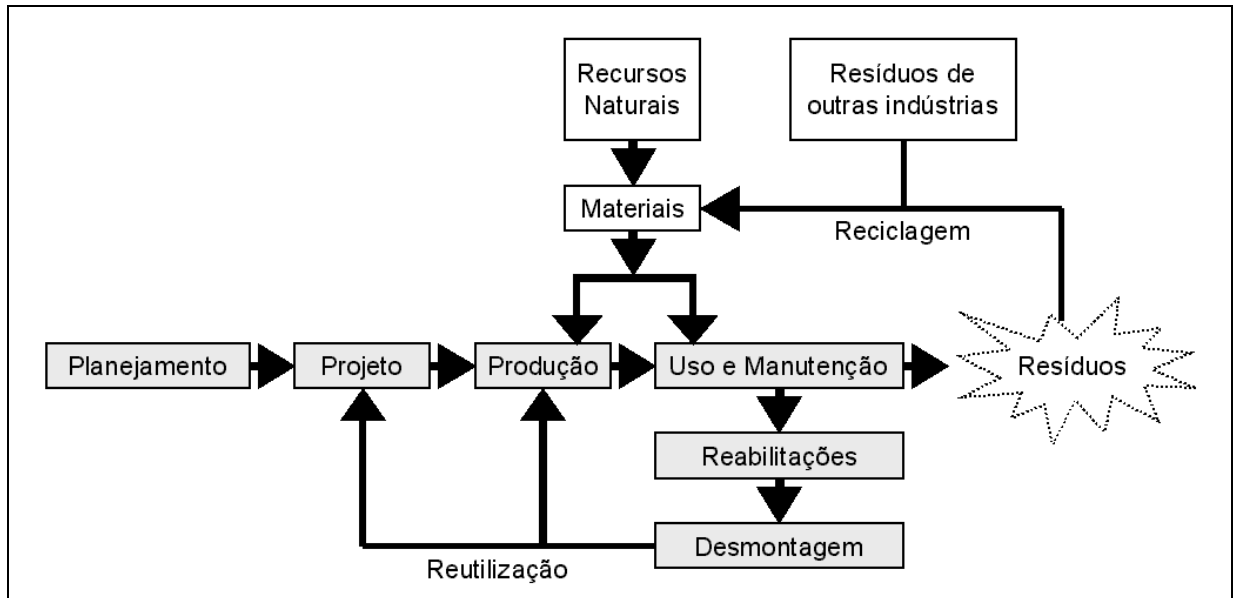 Recursos
Naturais
Resíduos de
outras indústrias
Materiais
Reciclagem
Planejamento
Projeto
Produção
Uso e Manutenção
Resíduos
Reabilitações
Desmontagem
Reutilização